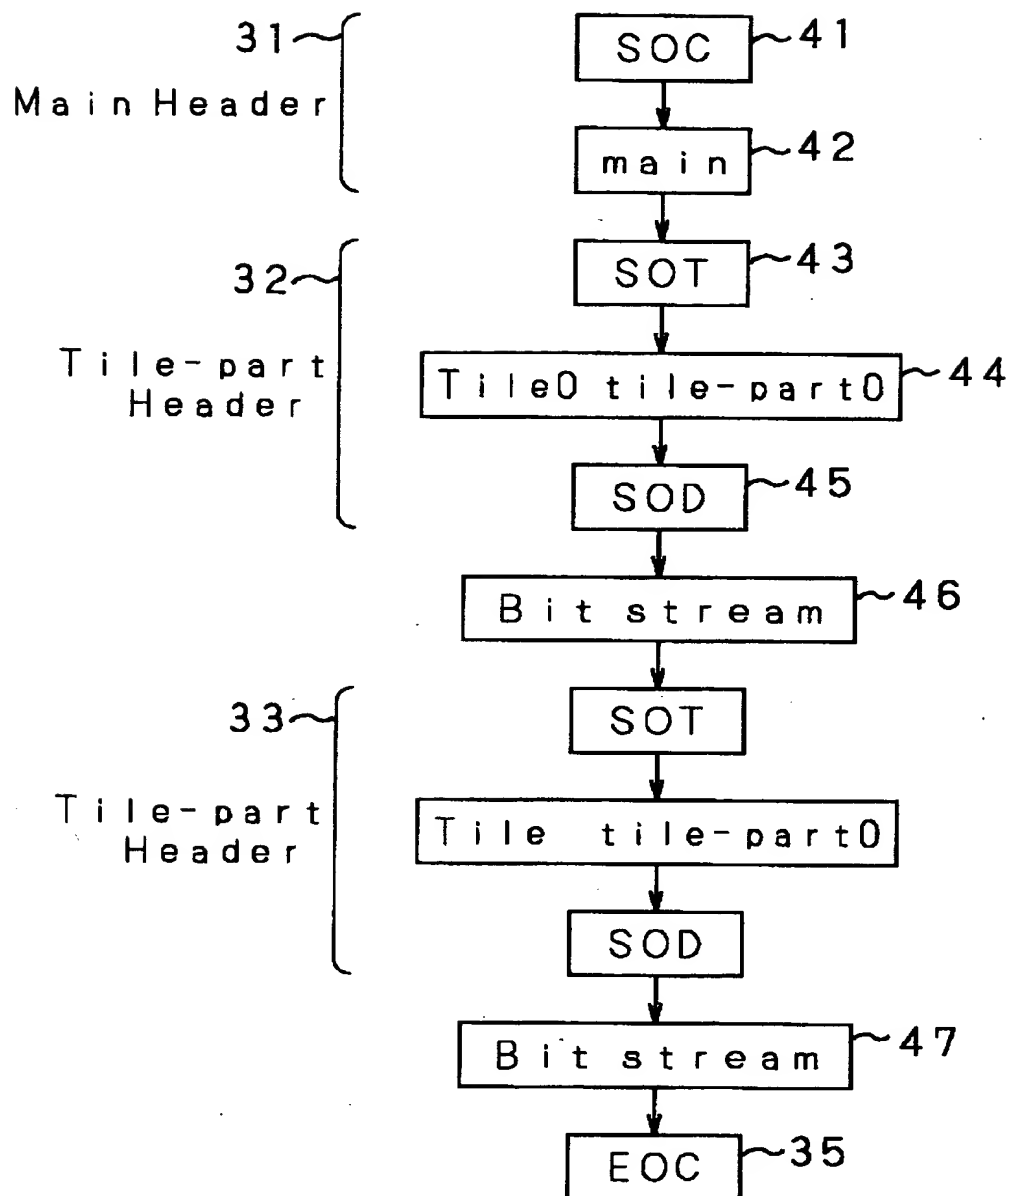 31
Main Header
SOC
41
main
42
SOT
43
32
Tile-part
Header
Tile0 tile-part0
44
SOD
45
Bit stream
46
SOT
33
Tile-part
Header
Tile tile-part0
SOD
Bit stream
47
EOC
35